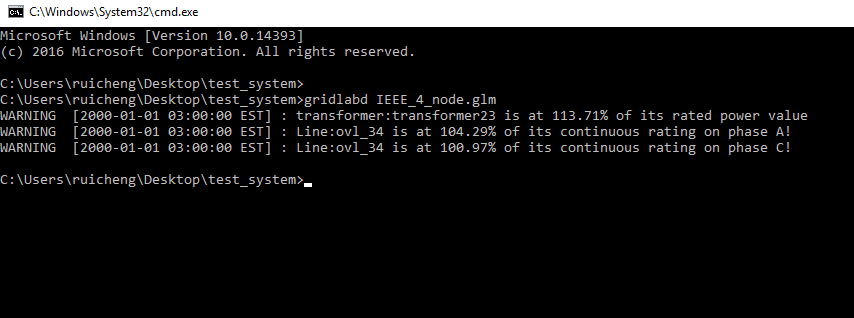 C:\Windows\System32\cmd.exe
Microsoft Windows [Version 10.0.14393]
(c) 2016 Microsoft Corporation. All rights reserved.
C:\Users\ruicheng\Desktop\test_system>
C:\Users\ruicheng\Desktop\test_system>gridlabd IEEE_4_node.glm
WARNING  [2000-01-01 03:00:00 EST] : transformer:transformer23 is at 113.71% of its rated power value
WARNING  [2000-01-01 03:00:00 EST] : Line:ovl_34 is at 104.29% of its continuous rating on phase A!
WARNING  [2000-01-01 03:00:00 EST] : Line:ovl_34 is at 100.97% of its continuous rating on phase C!
C:\Users\ruicheng\Desktop\test_system>